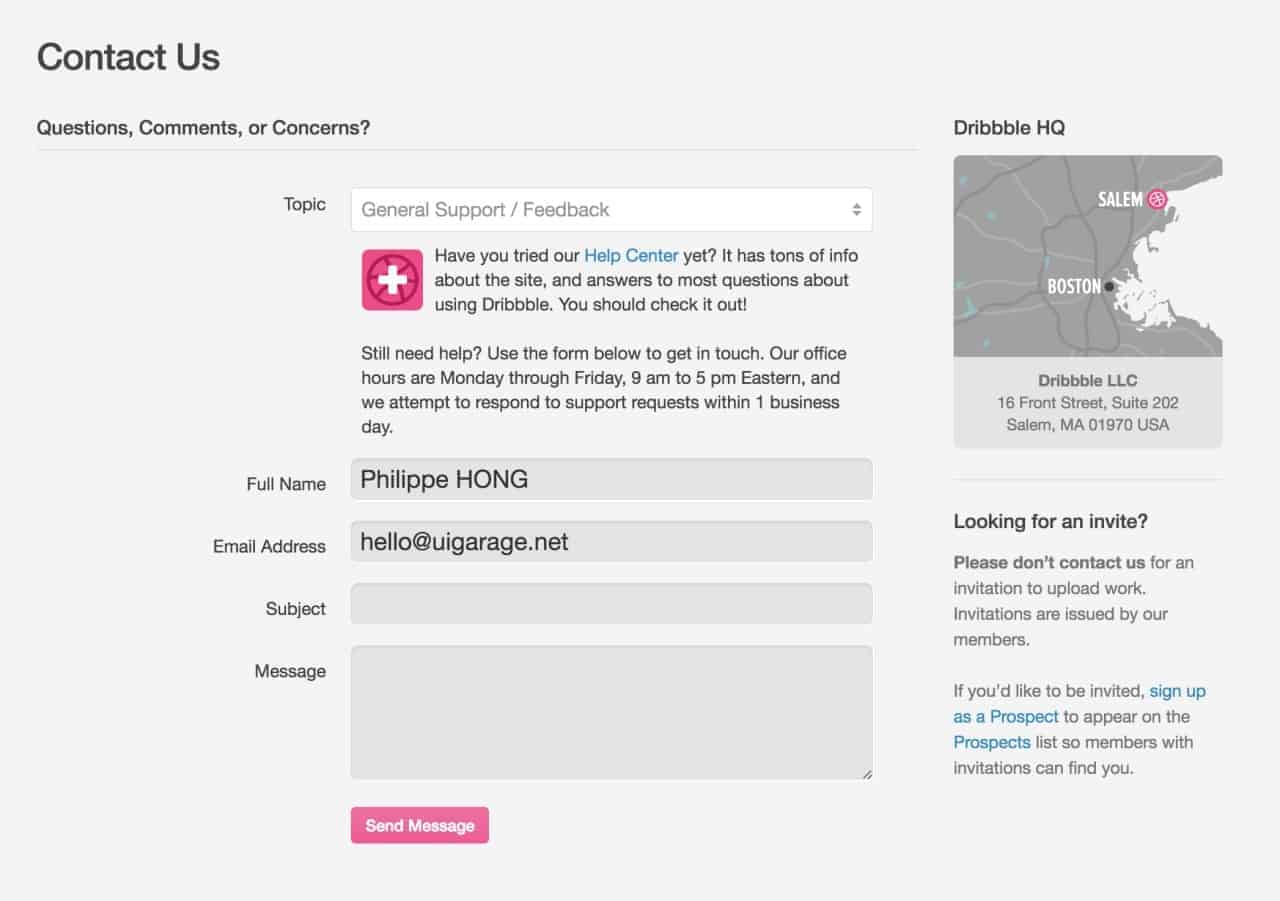 Contact Us
Questions, Comments, or Concerns?
Topic
General Support / Feedback
Have you tried our Help Center yet? It has tons of info
about the site, and answers to most questions about
using Dribbble. You should check it out!
Still need help? Use the form below to get in touch. Our office
hours are Monday through Friday, 9 am to 5 pm Eastern, and
we attempt to respond to support requests within 1 business
day.
Full Name
Philippe HONG
Email Address
hello@uigarage.net
Subject
Message
Send Message
Dribbble HQ
SALEM
BOSTON
Dribbble LLC
16 Front Street, Suite 202
Salem, MA 01970 USA
Looking for an invite?
Please don’t contact us for an
invitation to upload work.
Invitations are issued by our
members.
If you’d like to be invited, sign up
as a Prospect to appear on the
Prospects list so members with
invitations can find you.